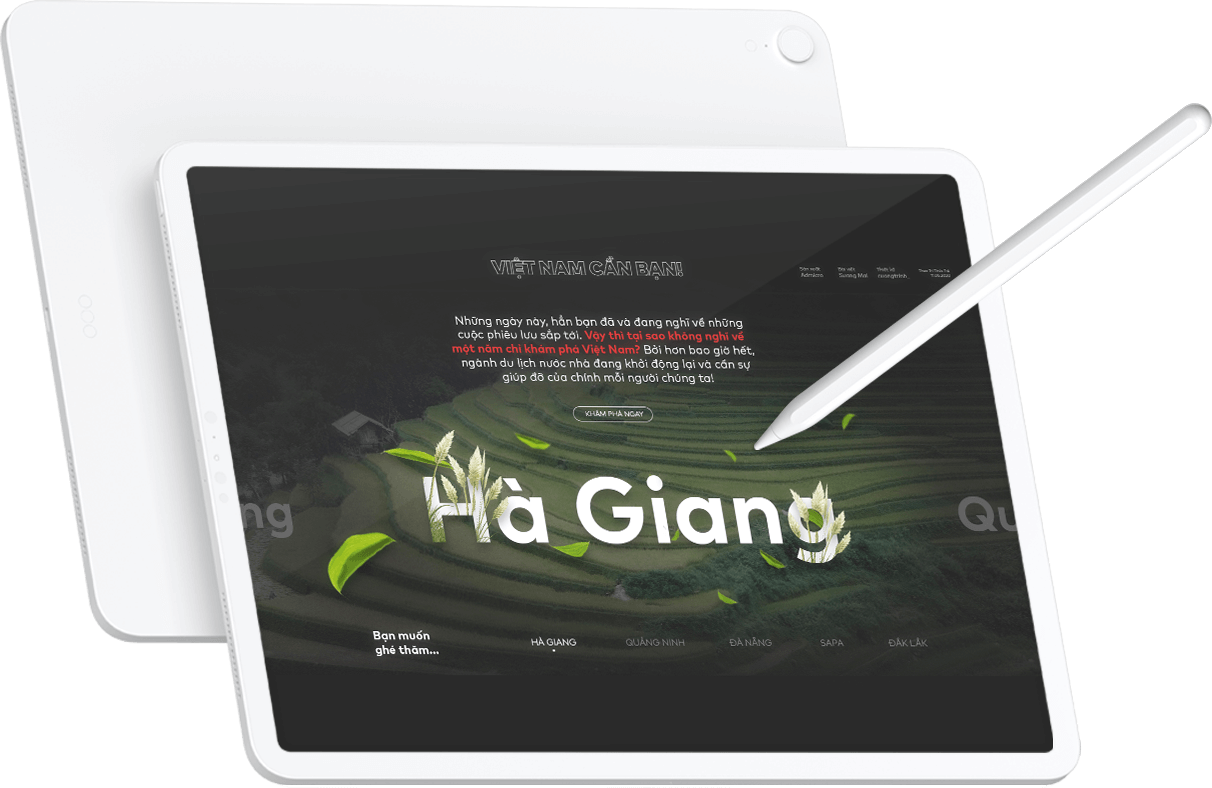 VIỆT NAM CẦN BẠN!
Sản xuất
Admicro
Bài viết
Sương Mai
Thiết kế
cuongtrinh
Những ngày này, hẳn bạn đã và đang nghĩ về những
cuộc phiêu lưu sắp tới. Vậy thì tại sao không nghĩ về
một năm chỉ khám phá Việt Nam? Bởi hơn bao giờ hết,
ngành du lịch nước nhà đang khởi động lại và cần sự
giúp đỡ của chính mỗi người chúng ta!
KHÁM PHÁ NGAY
ng
Hà Giang
Qu
Bạn muốn
ghé thăm...
HÀ GIANG
QUẢNG NINH
ĐÀ NẴNG
SAPA
ĐẮK LẮK